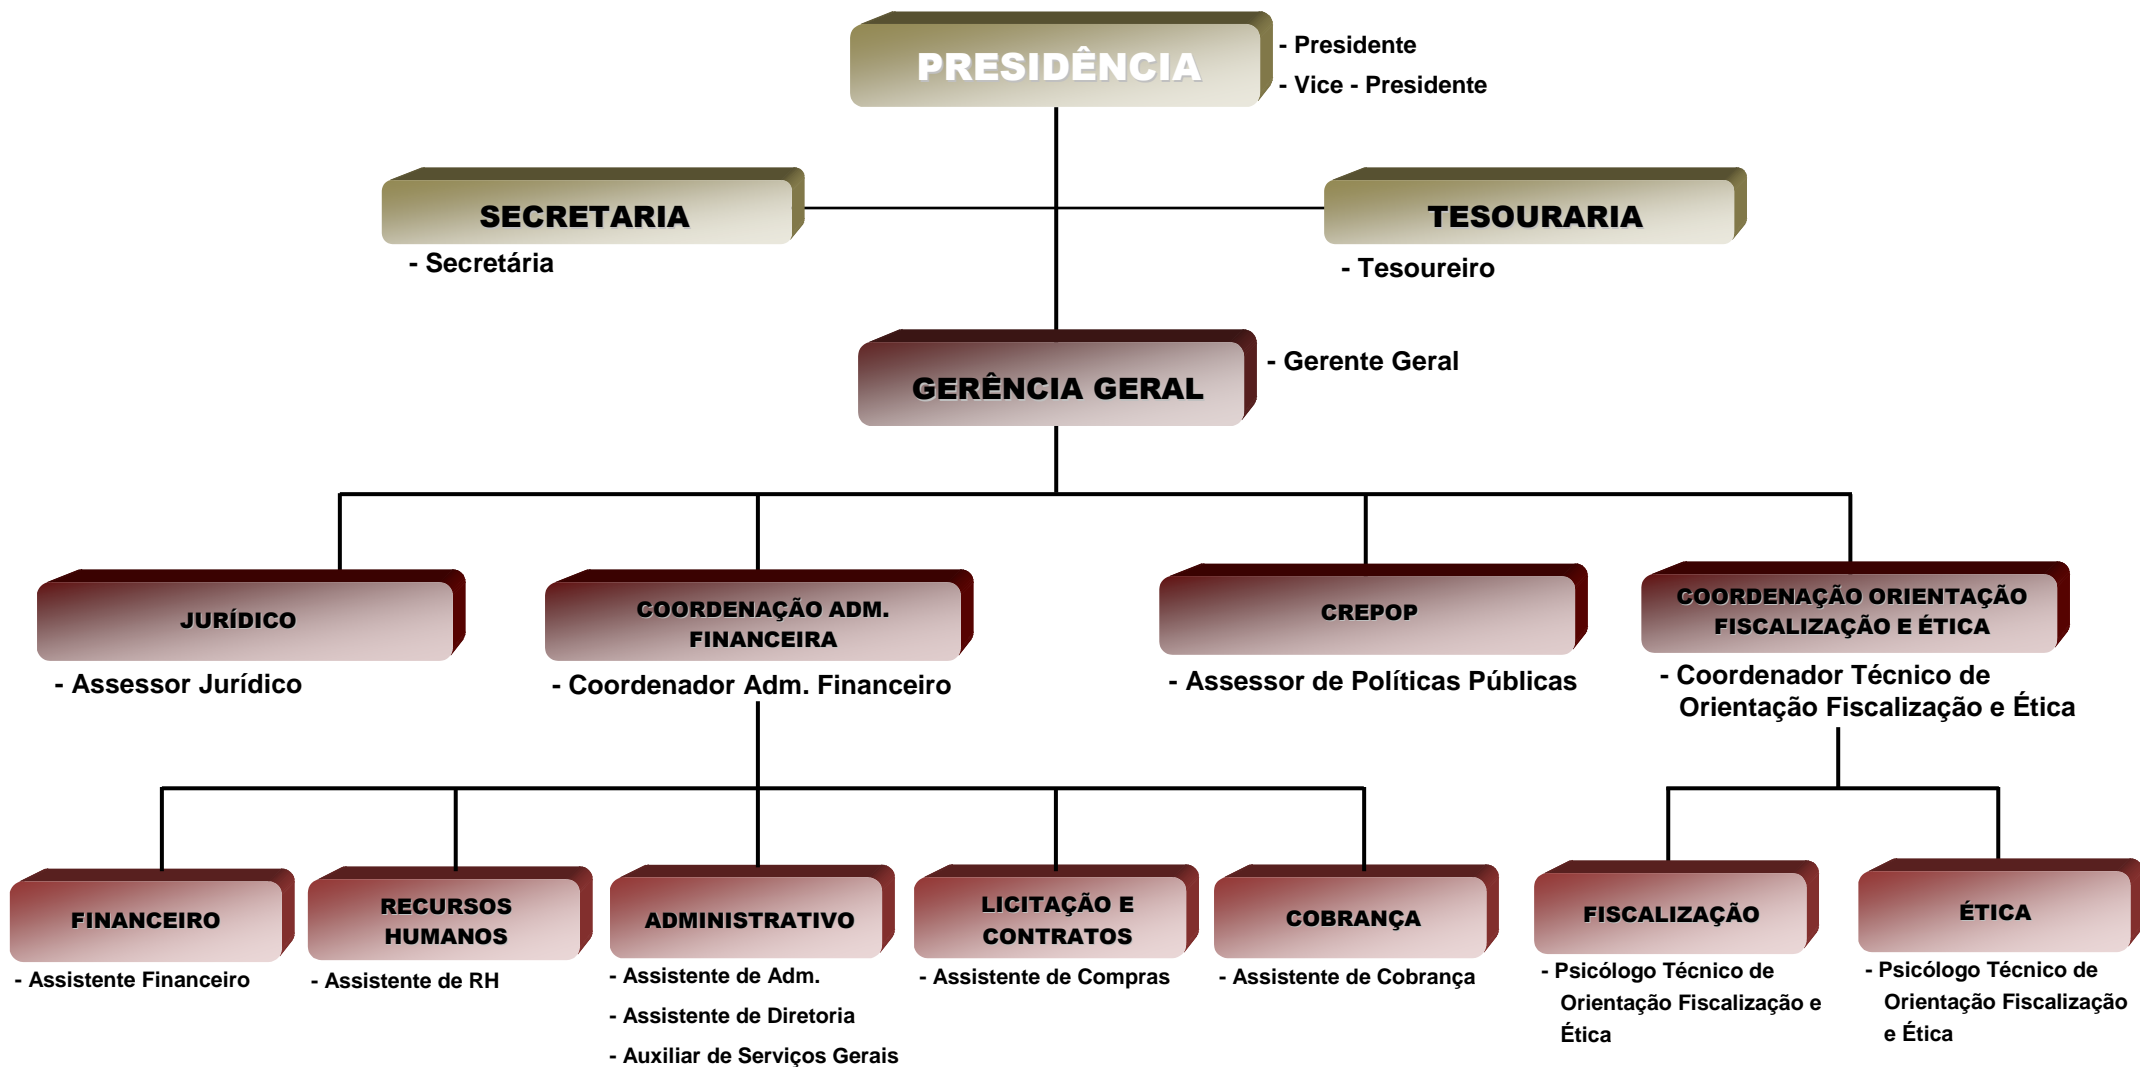 PRESIDÊNCIA
- Presidente
- Vice - Presidente
SECRETARIA
- Secretária
TESOURARIA
- Tesoureiro
GERÊNCIA GERAL
- Gerente Geral
JURÍDICO
- Assessor Jurídico
COORDENAÇÃO ADM.
FINANCEIRA
- Coordenador Adm. Financeiro
CREPOP
- Assessor de Políticas Públicas
COORDENAÇÃO ORIENTAÇÃO
FISCALIZAÇÃO E ÉTICA
- Coordenador Técnico de
Orientação Fiscalização e Ética
FINANCEIRO
- Assistente Financeiro
RECURSOS
HUMANOS
- Assistente de RH
ADMINISTRATIVO
- Assistente de Adm.
- Assistente de Diretoria
- Auxiliar de Serviços Gerais
LICITAÇÃO E
CONTRATOS
- Assistente de Compras
COBRANÇA
- Assistente de Cobrança
FISCALIZAÇÃO
- Psicólogo Técnico de
Orientação Fiscalização e
Ética
ÉTICA
- Psicólogo Técnico de
Orientação Fiscalização
e Ética